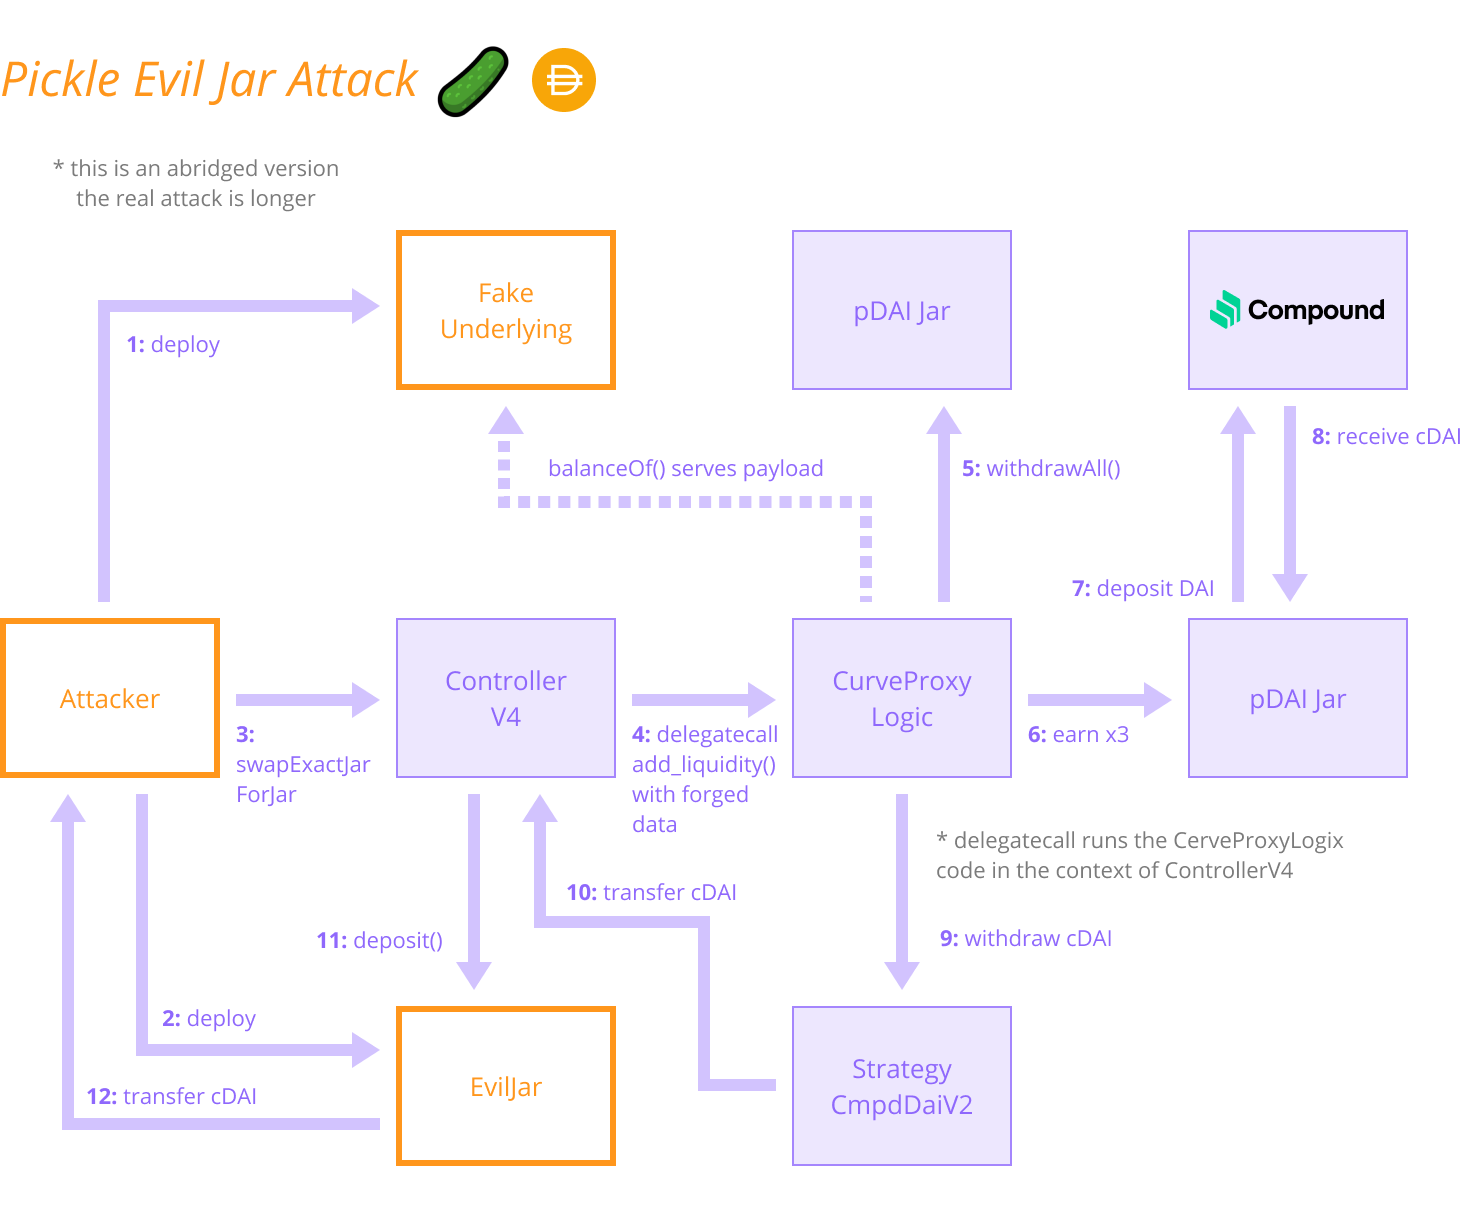 Pickle Evil Jar Attack
* this is an abridged version
the real attack is longer
Fake
Underlying
pDAI Jar
Compound
1: deploy
8: receive cDAI
balanceOf() serves payload
5: withdrawAll()
7: deposit DAI
Attacker
Controller
V4
CurveProxy
Logic
pDAI Jar
3:
swapExactJar
ForJar
4: delegatecall
add_liquidity()
with forged
data
6: earn x3
* delegatecall runs the CerveProxyLogix
code in the context of ControllerV4
10: transfer cDAI
11: deposit()
9: withdraw cDAI
2: deploy
12: transfer cDAI
EvilJar
Strategy
CmpdDaiV2